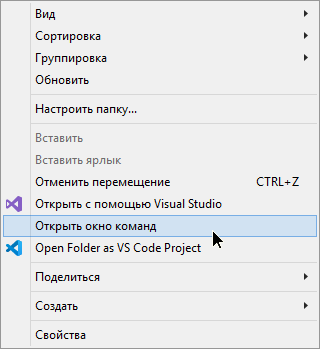 Вид
Сортировка
Группировка
Обновить
Настроить папку...
Вставить
Вставить ярлык
Отменить перемещение CTRL+Z
Открыть с помощью Visual Studio
Открыть окно команд
Open Folder as VS Code Project
Поделиться
Создать
Свойства